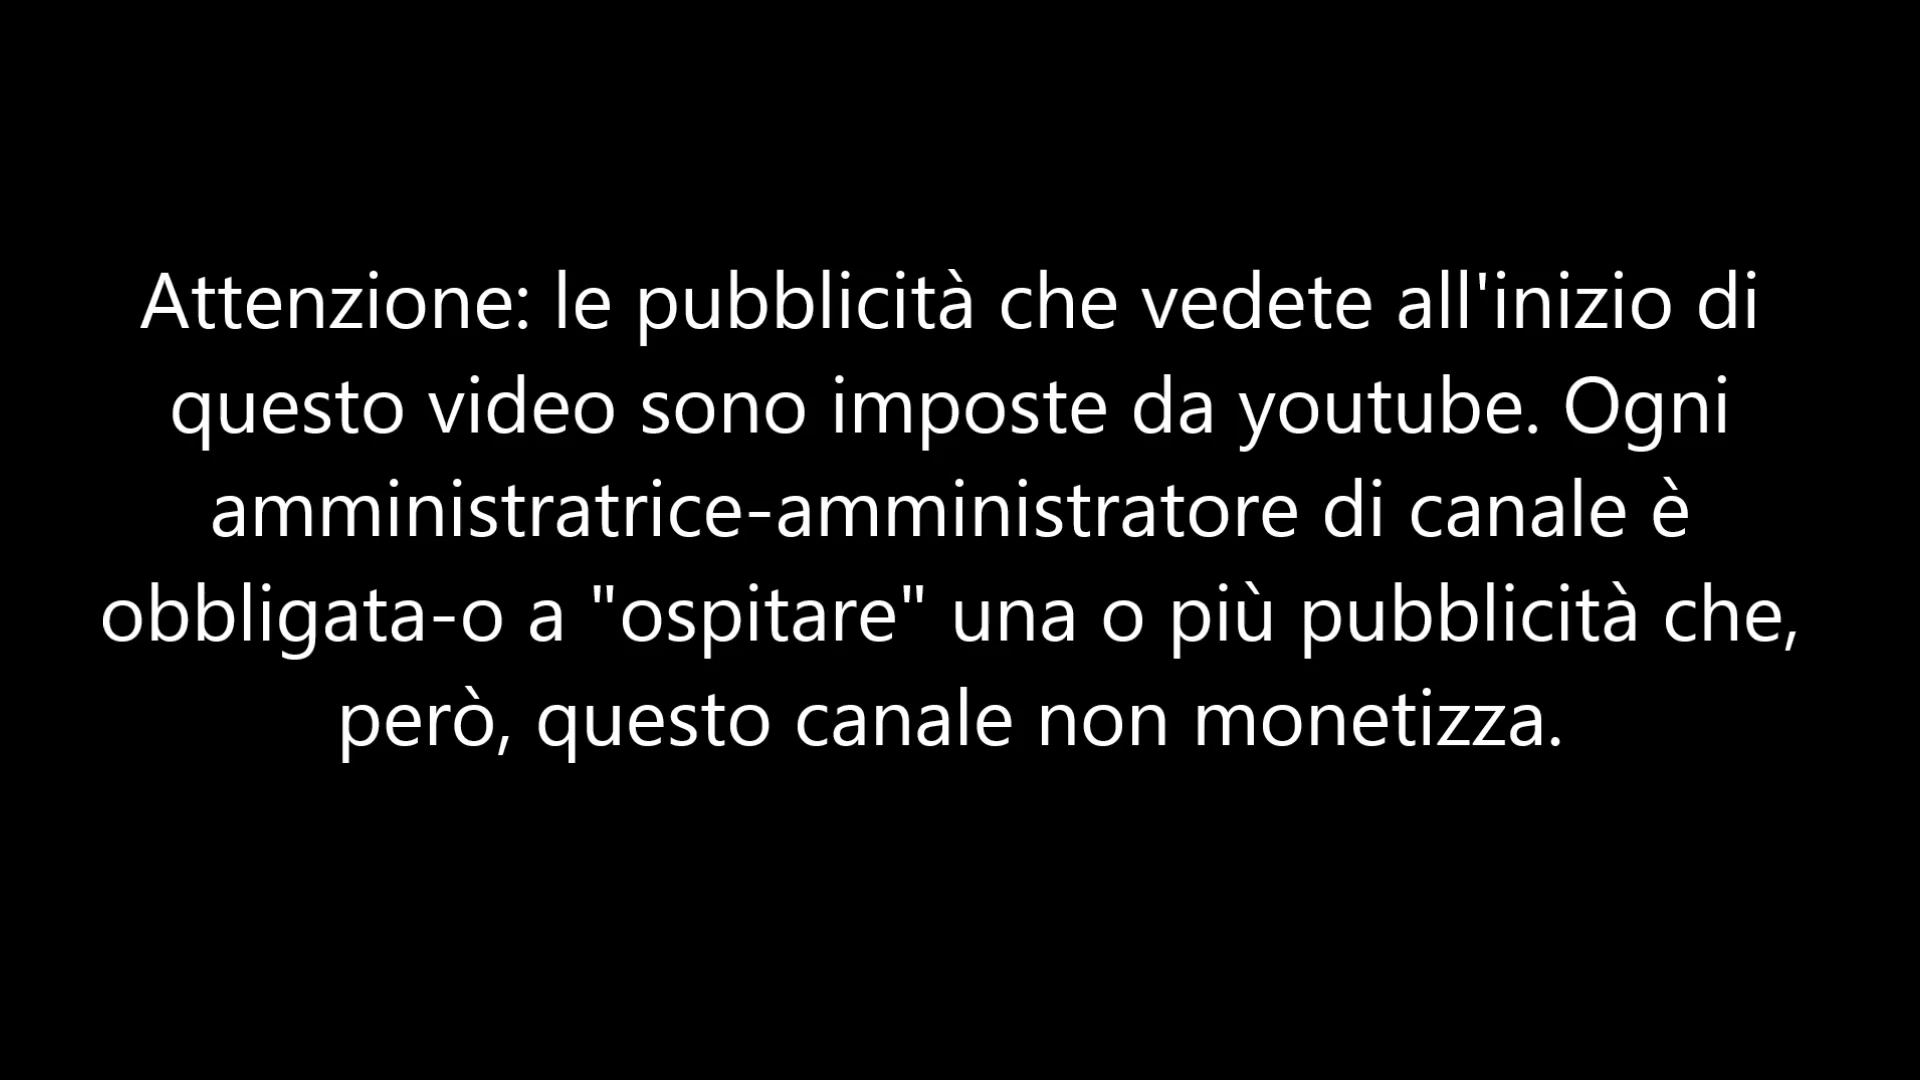 Attenzione: le pubblicità che vedete all'inizio di
questo video sono imposte da youtube. Ogni
amministratrice-amministratore di canale è
obbligata-o a "ospitare" una o più pubblicità che,
però, questo canale non monetizza.